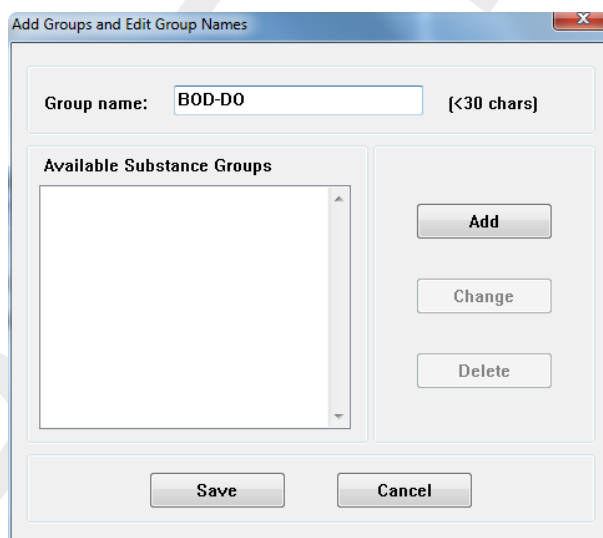 Add Groups and Edit Group Names
Group name: BOD-DO (<30 chars)
Available Substance Groups
Add
Change
Delete
Save Cancel